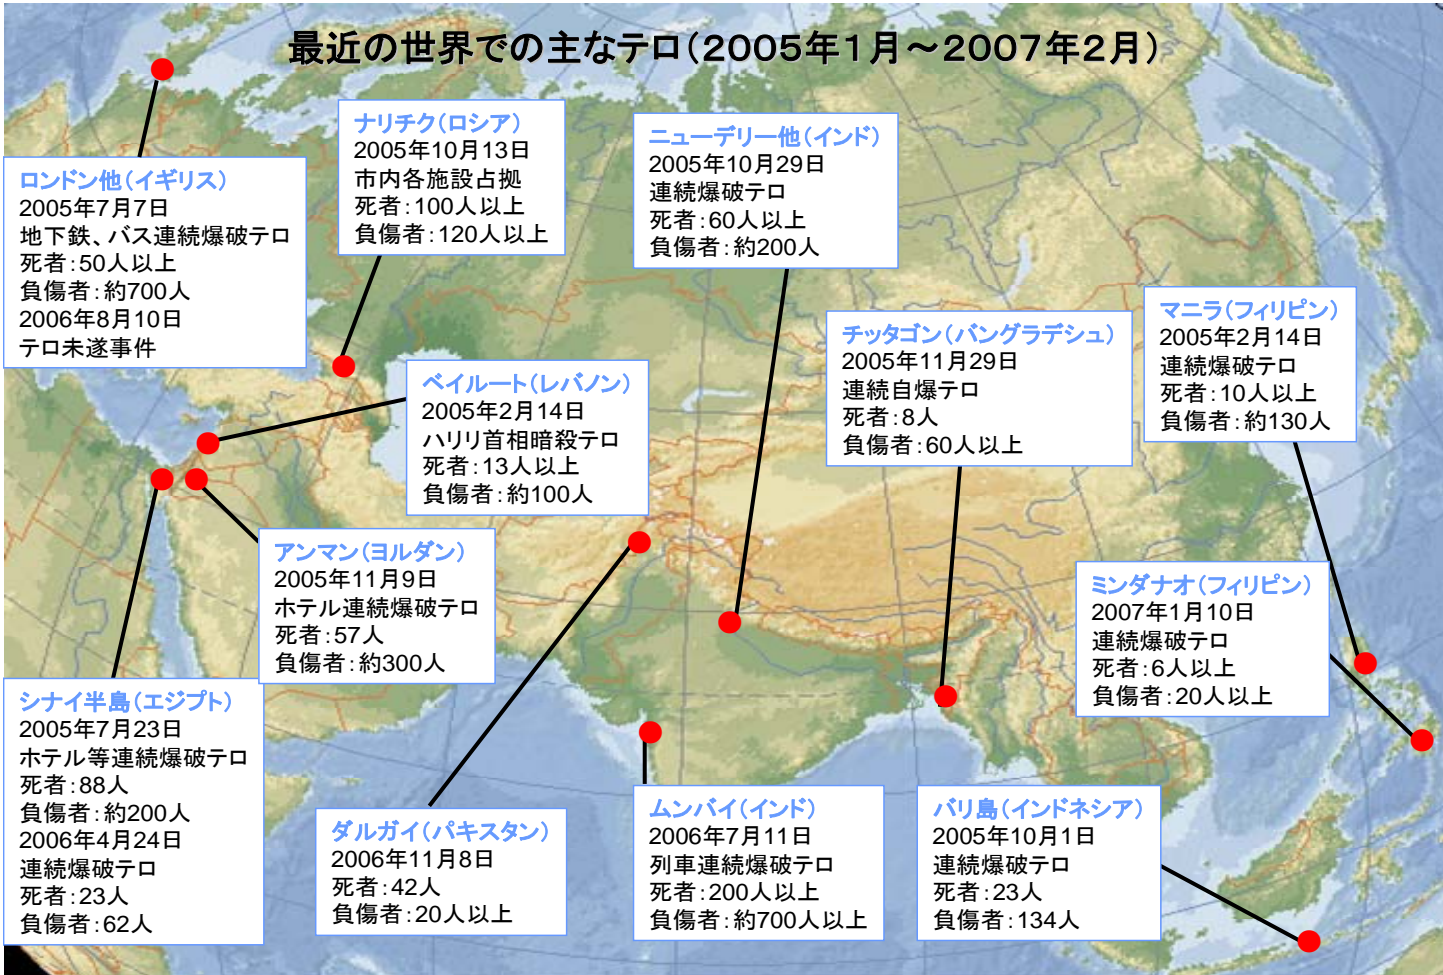 最近の世界での主なテロ（２００５年１月～２００７年２月）
ロンドン他（イギリス）
2005年7月7日
地下鉄、バス連続爆破テロ
死者：50人以上
負傷者：約700人
2006年8月10日
テロ未遂事件
ナリチク（ロシア）
2005年10月13日
市内各施設占拠
死者：100人以上
負傷者：120人以上
ニューデリー他（インド）
2005年10月29日
連続爆破テロ
死者：60人以上
負傷者：約200人
マニラ（フィリピン）
2005年2月14日
連続爆破テロ
死者：10人以上
負傷者：約130人
チッタゴン（バングラデシュ）
2005年11月29日
連続自爆テロ
死者：8人
負傷者：60人以上
ベイルート（レバノン）
2005年2月14日
ハリリ首相暗殺テロ
死者：13人以上
負傷者：約100人
アンマン（ヨルダン）
2005年11月9日
ホテル連続爆破テロ
死者：57人
負傷者：約300人
ミンダナオ（フィリピン）
2007年1月10日
連続爆破テロ
死者：6人以上
負傷者：20人以上
シナイ半島（エジプト）
2005年7月23日
ホテル等連続爆破テロ
死者：88人
負傷者：約200人
2006年4月24日
連続爆破テロ
死者：23人
負傷者：62人
ダルガイ（パキスタン）
2006年11月8日
死者：42人
負傷者：20人以上
ムンバイ（インド）
2006年7月11日
列車連続爆破テロ
死者：200人以上
負傷者：約700人以上
バリ島（インドネシア）
2005年10月1日
連続爆破テロ
死者：23人
負傷者：134人